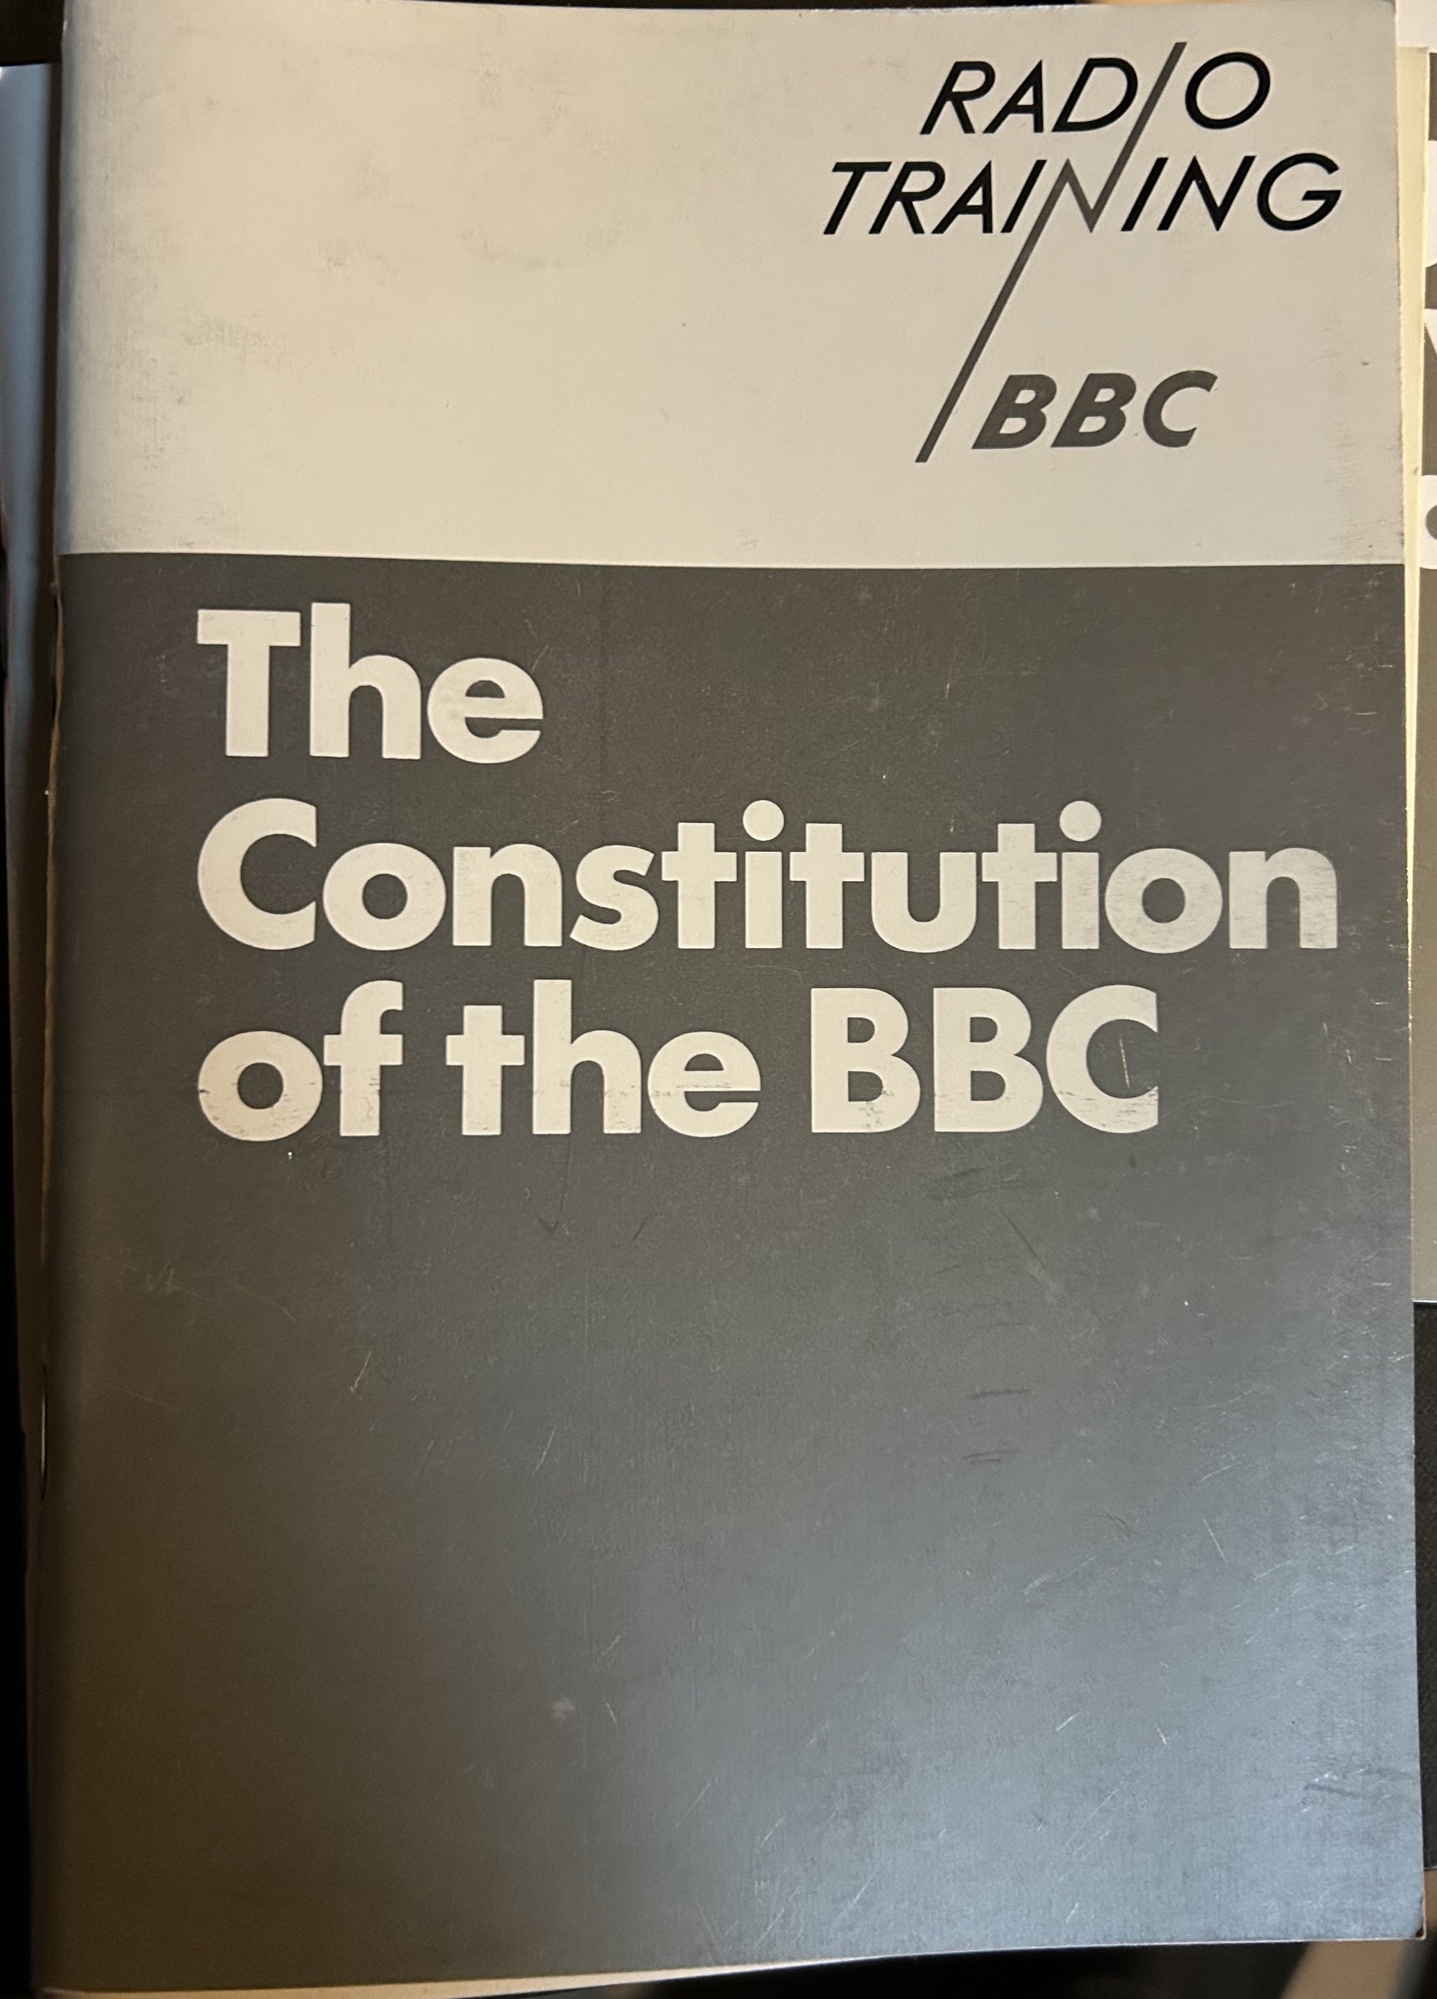 RADIO
TRAINING
BBC
The
Constitution
of the BBC